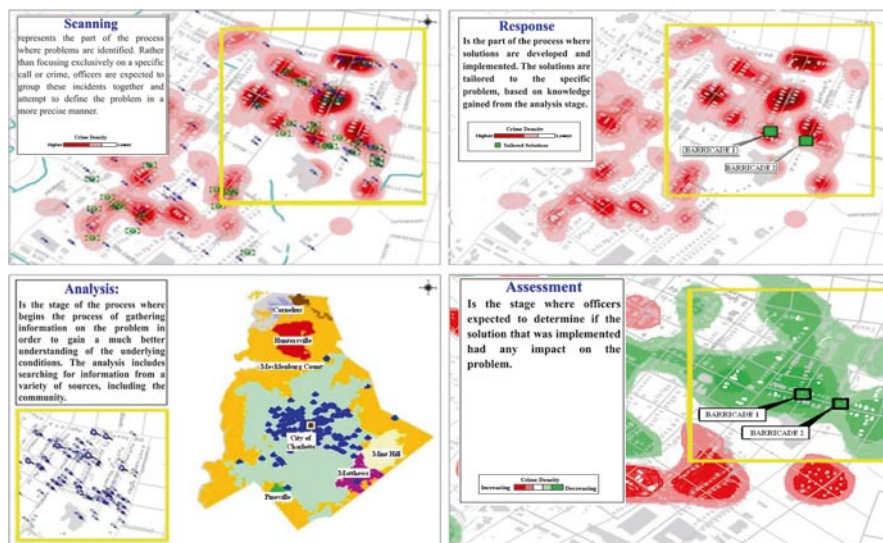 Scanning
represents the part of the process
where problems are identified. Rather
than focusing exclusively on a specific
call or crime, officers are expected to
group these incidents together and
attempt to define the problem in a
more precise manner.
Crime Density
Higher Lower
Response
Is the part of the process where
solutions are developed and
implemented. The solutions are
tailored to the specific
problem, based on knowledge
gained from the analysis stage.
Crime Density
Higher Lower
Tailored Solutions
BARRICADE 1
BARRICADE 2
Analysis:
Is the stage of the process where
begins the process of gathering
information on the problem in
order to gain a much better
understanding of the underlying
conditions. The analysis includes
searching for information from a
variety of sources, including the
community.
Cornelius
Huntersville
Mecklenburg County
City of
Charlotte
Mint Hill
Matthews
Pineville
Assessment
Is the stage where officers
expected to determine if the
solution that was implemented
had any impact on the
problem.
BARRICADE 1
BARRICADE 2
Crime Density
Increasing Decreasing